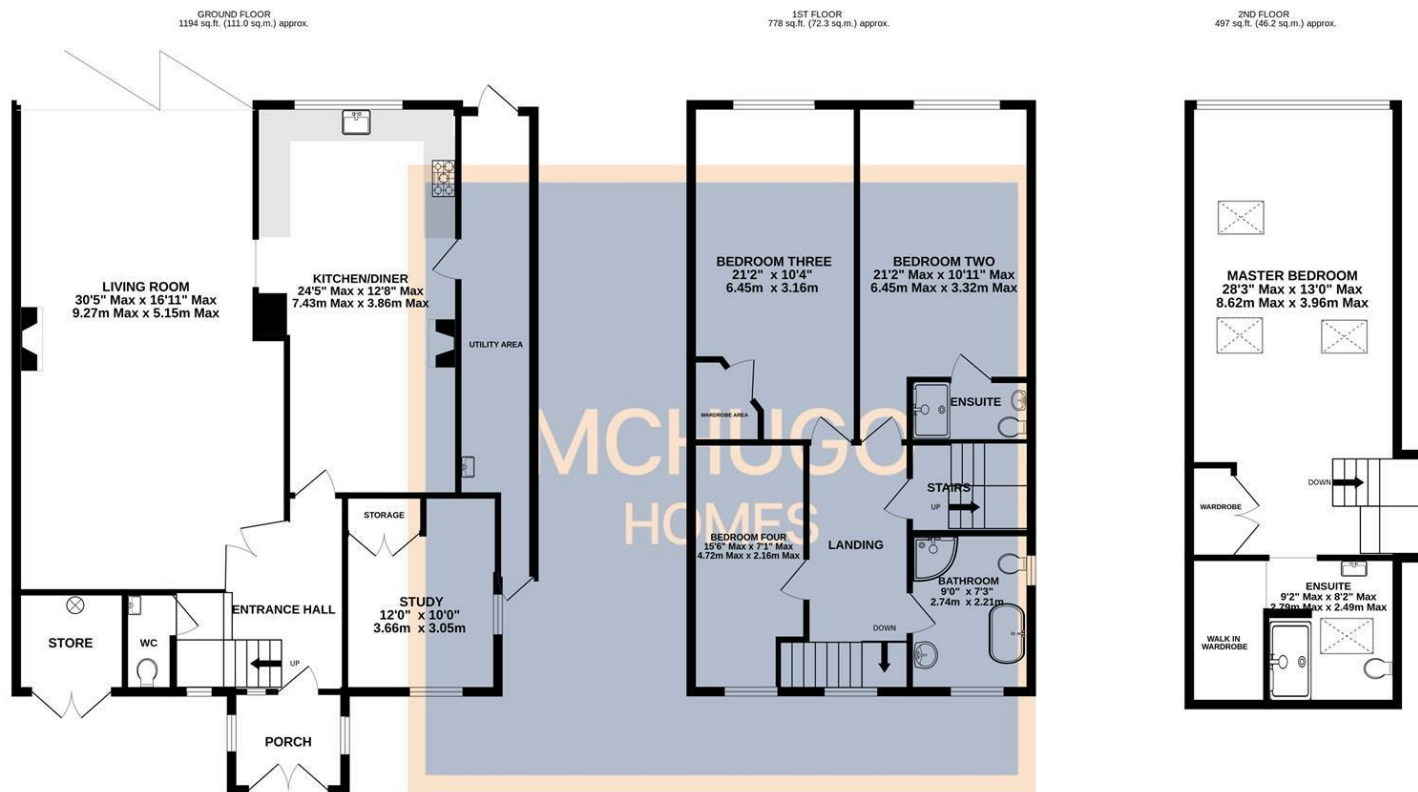 GROUND FLOOR
1194 sq.ft. (111.0 sq.m.) approx.
LIVING ROOM
30'5" Max x 16'11" Max
9.27m Max x 5.15m Max
KITCHEN/DINER
24'5" Max x 12'8" Max
7.43m Max x 3.86m Max
UTILITY AREA
STORAGE
STUDY
12'0" x 10'0"
3.66m x 3.05m
ENTRANCE HALL
UP
STORE
WC
PORCH
1ST FLOOR
778 sq.ft. (72.3 sq.m.) approx.
BEDROOM THREE
21'2" x 10'4"
6.45m x 3.16m
BEDROOM TWO
21'2" Max x 10'11" Max
6.45m Max x 3.32m Max
WARDROBE AREA
ENSUITE
STAIRS
UP
BEDROOM FOUR
15'6" Max x 7'1" Max
4.72m Max x 2.16m Max
LANDING
BATHROOM
9'0" x 7'3"
2.74m x 2.21m
DOWN
MCHUGO
HOMES
2ND FLOOR
497 sq.ft. (46.2 sq.m.) approx.
MASTER BEDROOM
28'3" Max x 13'0" Max
8.62m Max x 3.96m Max
DOWN
WARDROBE
ENSUITE
9'2" Max x 8'2" Max
2.79m Max x 2.49m Max
WALK IN
WARDROBE